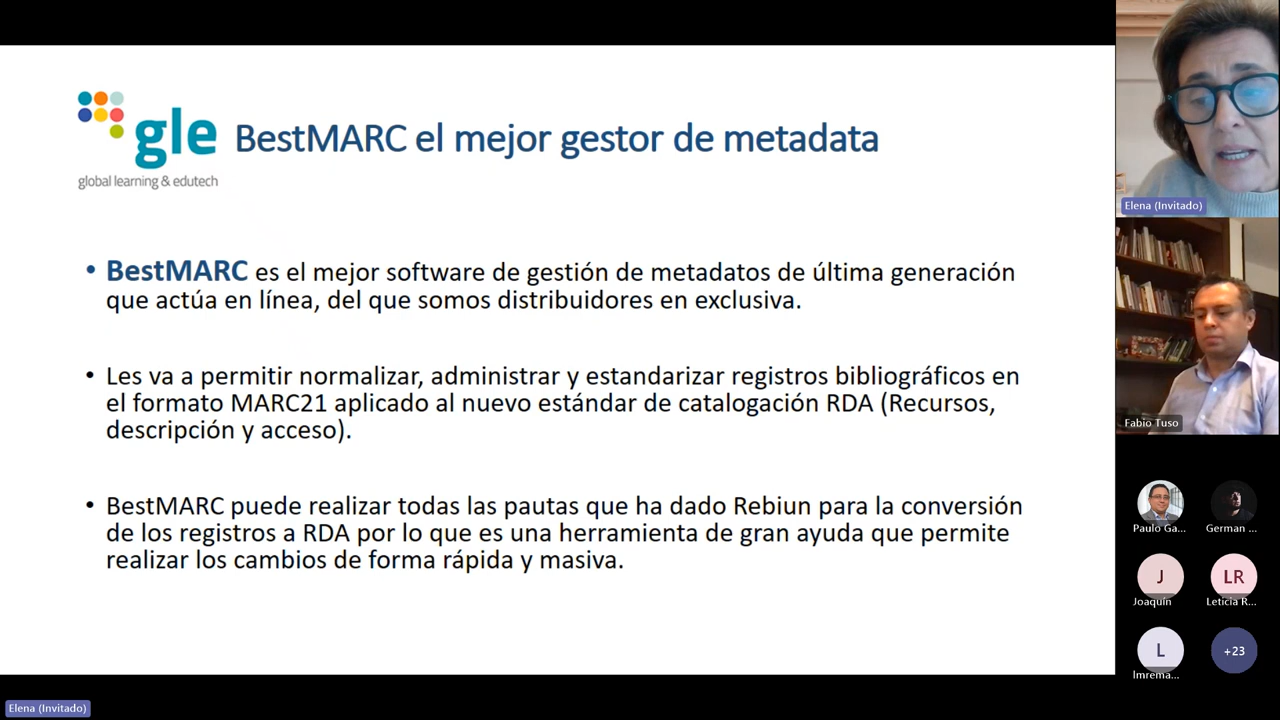 gle
global learning & edutech
BestMARC el mejor gestor de metadata
• BestMARC es el mejor software de gestión de metadatos de última generación
que actúa en línea, del que somos distribuidores en exclusiva.
• Les va a permitir normalizar, administrar y estandarizar registros bibliográficos en
el formato MARC21 aplicado al nuevo estándar de catalogación RDA (Recursos,
descripción y acceso).
• BestMARC puede realizar todas las pautas que ha dado Rebiun para la conversión
de los registros a RDA por lo que es una herramienta de gran ayuda que permite
realizar los cambios de forma rápida y masiva.
Elena (Invitado)
Fabio Tuso
Paulo Ga...
German ...
J
Joaquín
LR
Leticia R...
L
Imrema...
+23
Elena (Invitado)